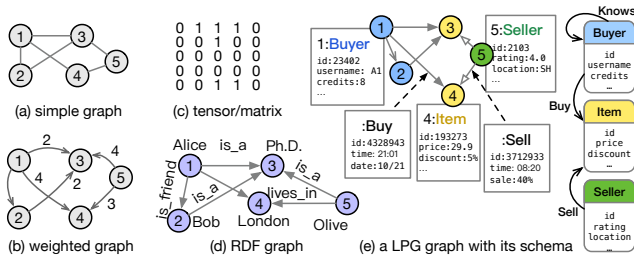 1
3
5
2
4
(a) simple graph
0 1 1 1 0
0 0 1 0 0
0 0 0 0 0
0 0 0 0 0
0 0 1 1 0
(c) tensor/matrix
1
2
3
4
5
4
2
4
2
3
(b) weighted graph
Alice
is_a
Ph.D.
1
3
is_friend
is_a
is_a
lives_in
2
Bob
4
London
5
Olive
(d) RDF graph
1:Buyer
id:23402
username: A1
credits:8
...
1
2
3
4
5
5:Seller
id:2103
rating:4.0
location:SH
...
:Buy
id:4328943
time: 21:01
date:10/21
4:Item
id:193273
price:29.9
discount:5%
...
:Sell
id:3712933
time: 08:20
sale:40%
(e) a LPG graph with its schema
Knows
Buyer
id
username
credits
...
Buy
Item
id
price
discount
...
Seller
Sell
id
rating
location
...